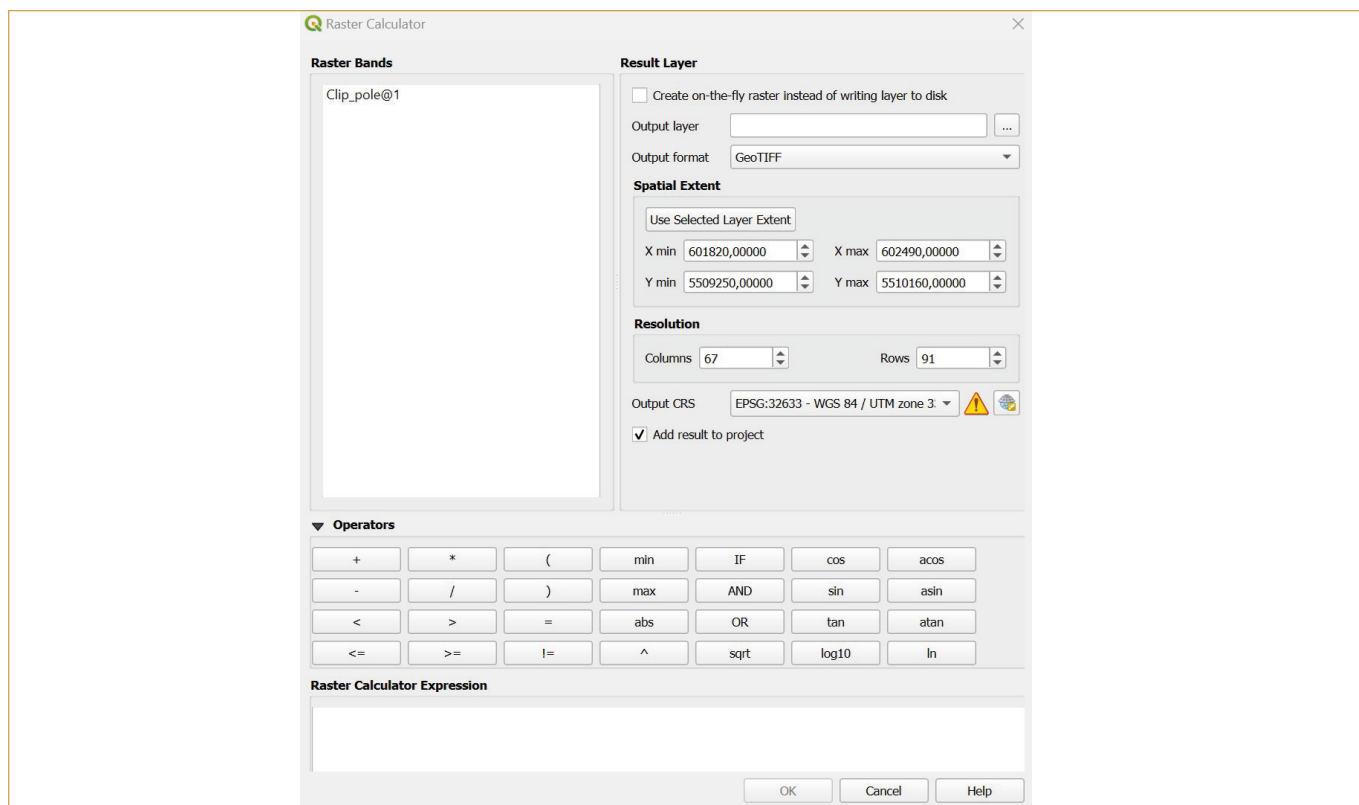 Raster Calculator
Raster Bands
Clip_pole@1
Result Layer
Create on-the-fly raster instead of writing layer to disk
Output layer
...
Output format GeoTIFF
Spatial Extent
Use Selected Layer Extent
X min 601820,00000 X max 602490,00000
Y min 5509250,00000 Y max 5510160,00000
Resolution
Columns 67 Rows 91
Output CRS EPSG:32633 - WGS 84 / UTM zone
Add result to project
Operators
+ * ( min IF cos acos
- / ) max AND sin asin
< > = abs OR tan atan
<= >= != ^ sqrt log10 ln
Raster Calculator Expression
OK Cancel Help